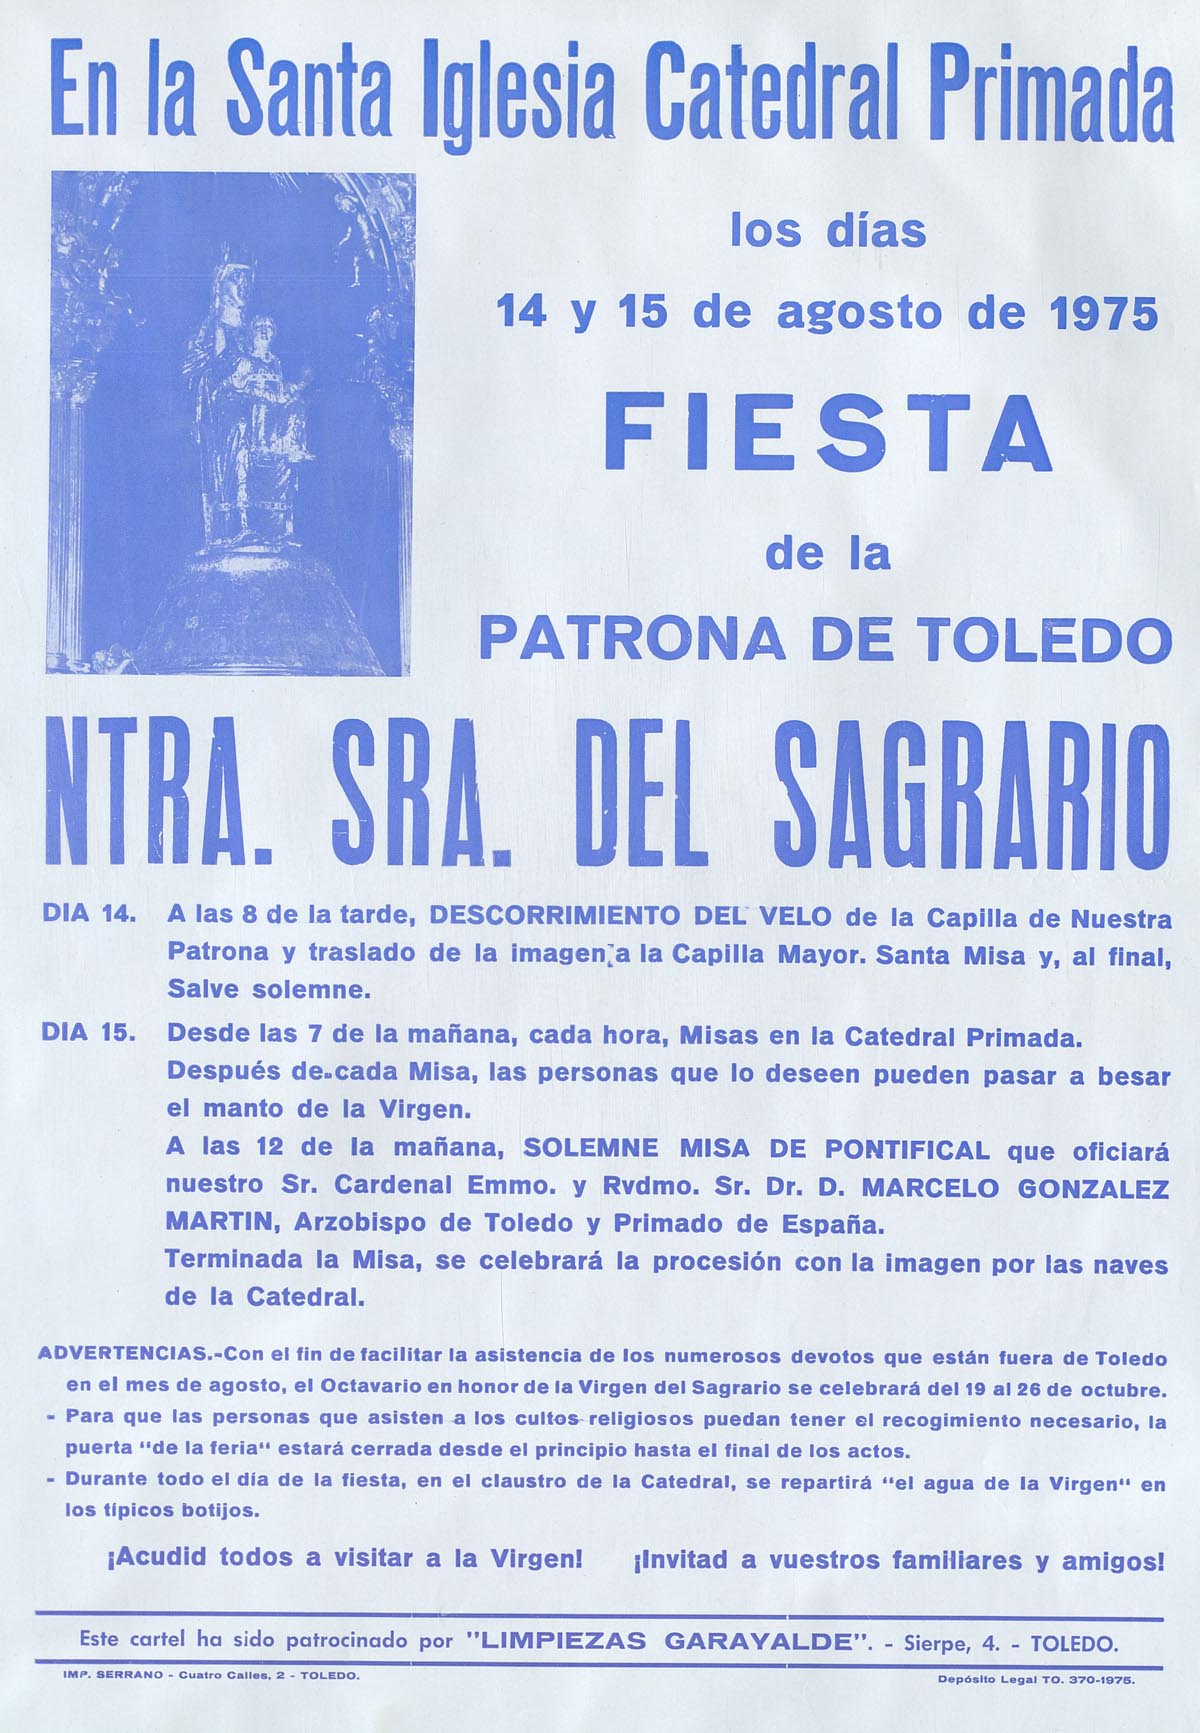 En la Santa Iglesia Catedral Primada
los días
14 y 15 de agosto de 1975
FIESTA
de la
PATRONA DE TOLEDO
NTRA. SRA. DEL SAGRARIO
DIA 14. A las 8 de la tarde, DESCORRIMIENTO DEL VELO de la Capilla de Nuestra
Patrona y traslado de la imagen a la Capilla Mayor. Santa Misa y, al final,
Salve solemne.
DIA 15. Desde las 7 de la mañana, cada hora, Misas en la Catedral Primada.
Después de cada Misa, las personas que lo deseen pueden pasar a besar
el manto de la Virgen.
A las 12 de la mañana, SOLEMNE MISA DE PONTIFICAL que oficiará
nuestro Sr. Cardenal Emmo. y Rvdmo. Sr. Dr. D. MARCELO GONZALEZ
MARTIN, Arzobispo de Toledo y Primado de España.
Terminada la Misa, se celebrará la procesión con la imagen por las naves
de la Catedral.
ADVERTENCIAS.-Con el fin de facilitar la asistencia de los numerosos devotos que están fuera de Toledo
en el mes de agosto, el Octavario en honor de la Virgen del Sagrario se celebrará del 19 al 26 de octubre.
- Para que las personas que asisten a los cultos religiosos puedan tener el recogimiento necesario, la
puerta "de la feria" estará cerrada desde el principio hasta el final de los actos.
- Durante todo el día de la fiesta, en el claustro de la Catedral, se repartirá "el agua de la Virgen" en
los típicos botijos.
¡Acudid todos a visitar a la Virgen! ¡Invitad a vuestros familiares y amigos!
Este cartel ha sido patrocinado por "LIMPIEZAS GARAYALDE". - Sierpe, 4. - TOLEDO.
IMP. SERRANO - Cuatro Calles, 2 - TOLEDO. Depósito Legal TO. 370-1975.